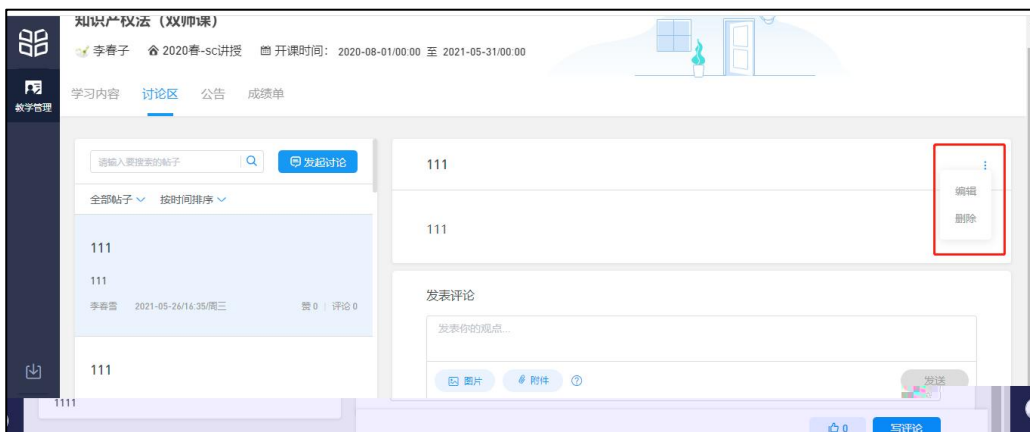 知识产权法（双师课）
李春子 2020春-sc讲授 开课时间： 2020-08-01/00:00 至 2021-05-31/00:00
教学管理
学习内容 讨论区 公告 成绩单
请输入要搜索的帖子 发起讨论
全部帖子 按时间排序
111
111
李春雪 2021-05-26/16:35/周三 赞 0 评论 0
111
1111
111
编辑
删除
111
发表评论
发表你的观点...
图片 附件 发送
0 写评论